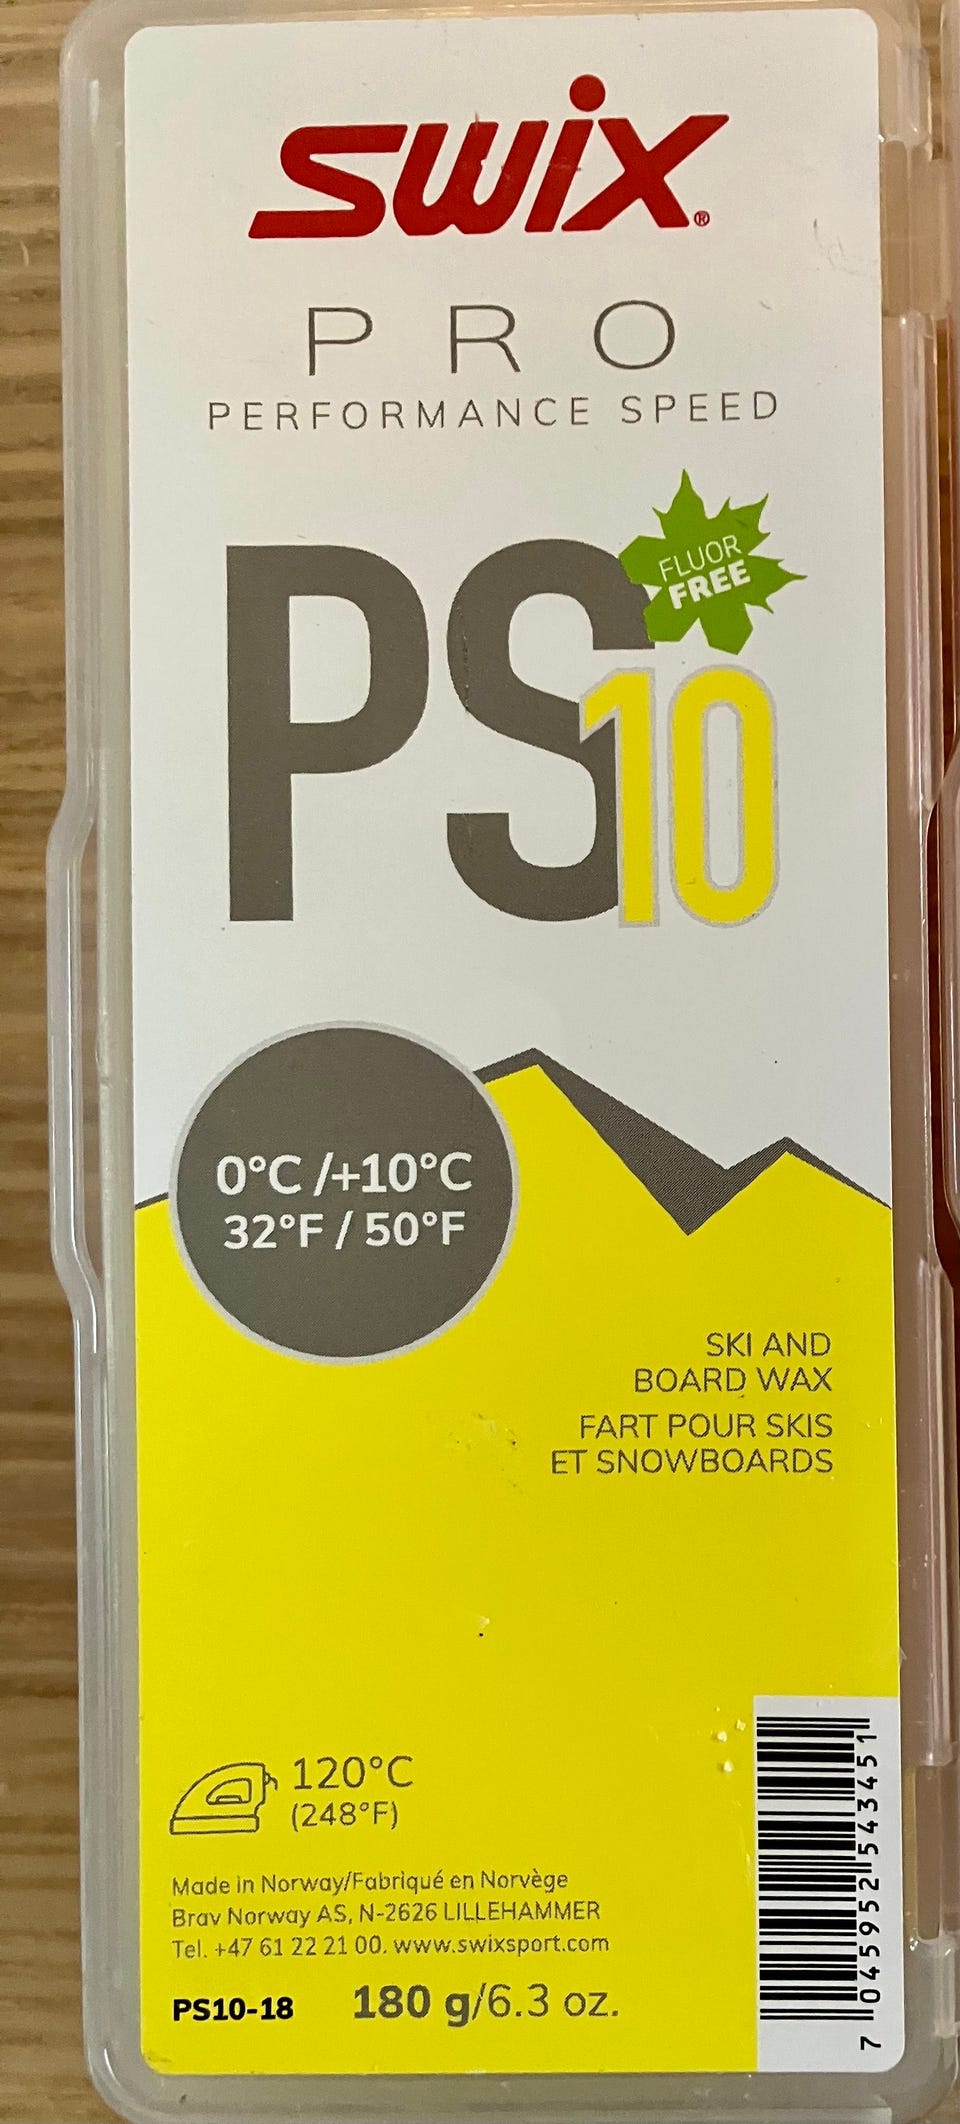 SWIX®
PRO
PERFORMANCE SPEED
FLUOR
FREE
PS10
0°C /+10°C
32°F / 50°F
SKI AND
BOARD WAX
FART POUR SKIS
ET SNOWBOARDS
120°C
(248°F)
Made in Norway/Fabriqué en Norvège
Brav Norway AS, N-2626 LILLEHAMMER
Tel. +47 61 22 21 00. www.swixsport.com
PS10-18 180 g/6.3 oz.
7 045952 543451